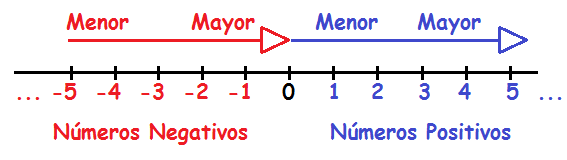 Menor Mayor Menor Mayor
... -5 -4 -3 -2 -1 0 1 2 3 4 5 ...
Números Negativos Números Positivos